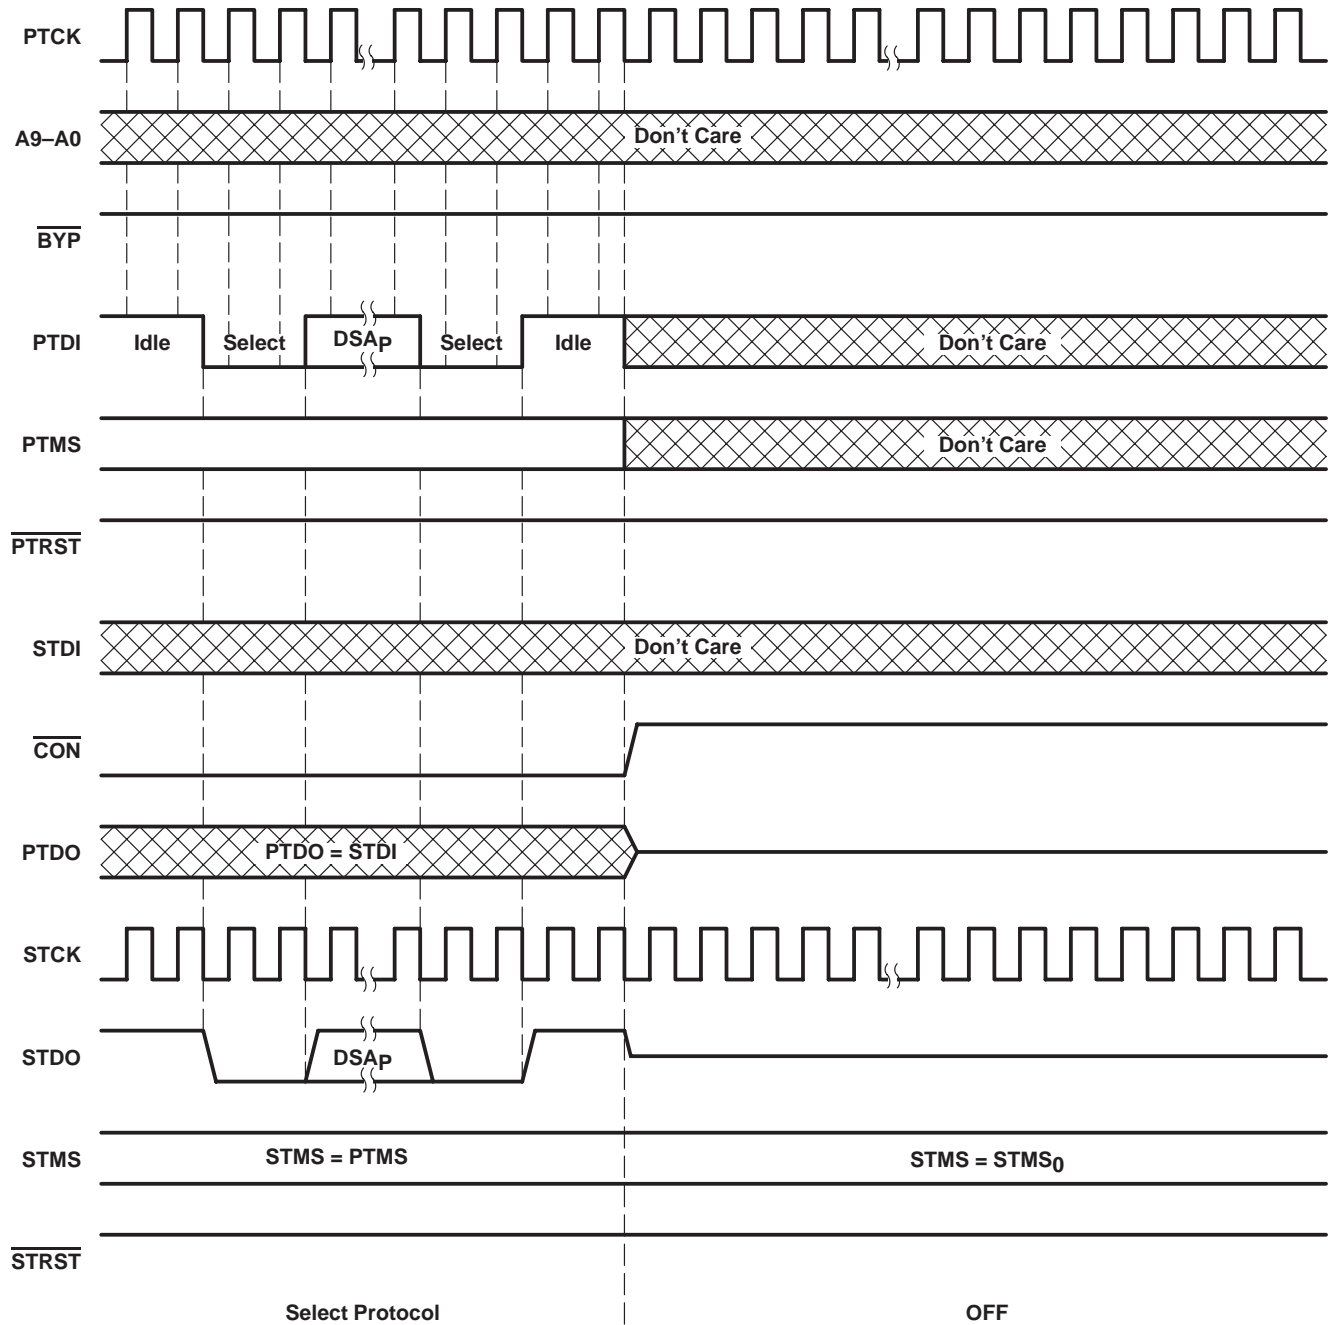 PTCK
A9–A0
Don't Care
BYP
PTDI
Idle
Select
DSAP
Select
Idle
Don't Care
PTMS
Don't Care
PTRST
STDI
Don't Care
CON
PTDO
PTDO = STDI
STCK
STDO
DSAP
STMS
STMS = PTMS
STMS = STMS0
STRST
Select Protocol
OFF